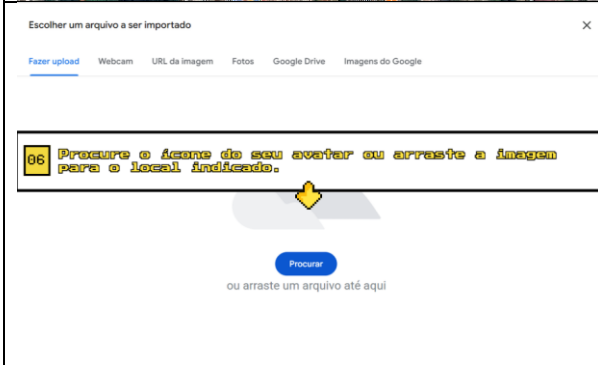 Escolher um arquivo a ser importado
Fazer upload Webcam URL da imagem Fotos Google Drive Imagens do Google
06 Procure o ícone do seu avatar ou arraste a imagem
para o local indicado.
Procurar
ou arraste um arquivo até aqui